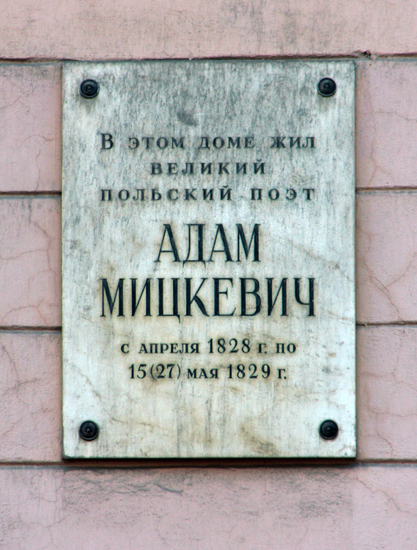 В ЭТОМ ДОМЕ ЖИЛ
ВЕЛИКИЙ
ПОЛЬСКИЙ ПОЭТ
АДАМ
МИЦКЕВИЧ
С АПРЕЛЯ 1828 Г. ПО
15(27) МАЯ 1829 Г.